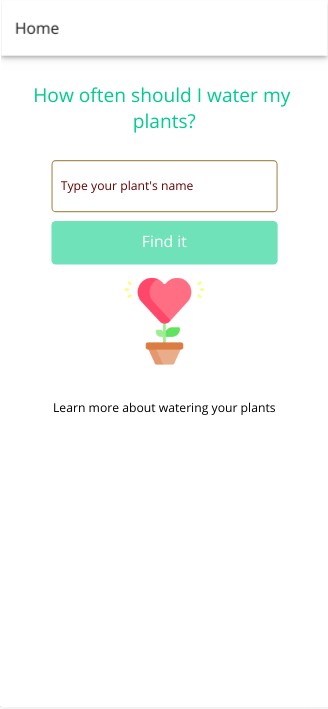 Home
How often should I water my
plants?
Type your plant's name
Find it
Learn more about watering your plants